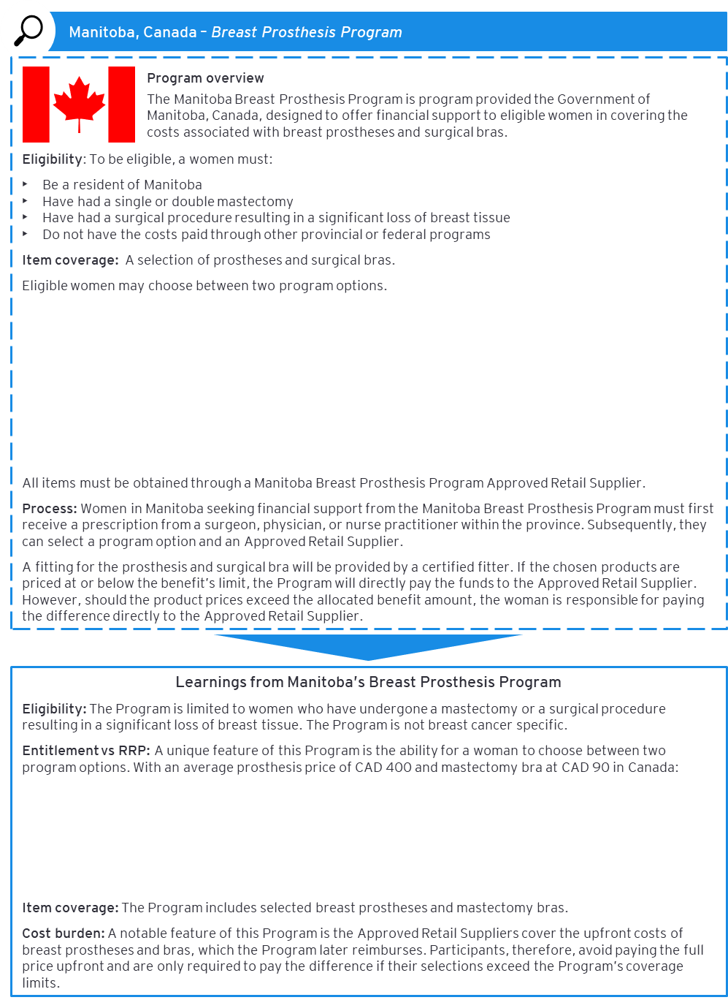 Manitoba, Canada – Breast Prosthesis Program
Program overview
The Manitoba Breast Prosthesis Program is program provided the Government of
Manitoba, Canada, designed to offer financial support to eligible women in covering the
costs associated with breast prostheses and surgical bras.
Eligibility: To be eligible, a women must:
‣ Be a resident of Manitoba
‣ Have had a single or double mastectomy
‣ Have had a surgical procedure resulting in a significant loss of breast tissue
‣ Do not have the costs paid through other provincial or federal programs
Item coverage: A selection of prostheses and surgical bras.
Eligible women may choose between two program options.
All items must be obtained through a Manitoba Breast Prosthesis Program Approved Retail Supplier.
Process: Women in Manitoba seeking financial support from the Manitoba Breast Prosthesis Program must first
receive a prescription from a surgeon, physician, or nurse practitioner within the province. Subsequently, they
can select a program option and an Approved Retail Supplier.
A fitting for the prosthesis and surgical bra will be provided by a certified fitter. If the chosen products are
priced at or below the benefit's limit, the Program will directly pay the funds to the Approved Retail Supplier.
However, should the product prices exceed the allocated benefit amount, the woman is responsible for paying
the difference directly to the Approved Retail Supplier.
Learnings from Manitoba's Breast Prosthesis Program
Eligibility: The Program is limited to women who have undergone a mastectomy or a surgical procedure
resulting in a significant loss of breast tissue. The Program is not breast cancer specific.
Entitlement vs RRP: A unique feature of this Program is the ability for a woman to choose between two
program options. With an average prosthesis price of CAD 400 and mastectomy bra at CAD 90 in Canada:
Item coverage: The Program includes selected breast prostheses and mastectomy bras.
Cost burden: A notable feature of this Program is the Approved Retail Suppliers cover the upfront costs of
breast prostheses and bras, which the Program later reimburses. Participants, therefore, avoid paying the full
price upfront and are only required to pay the difference if their selections exceed the Program's coverage
limits.